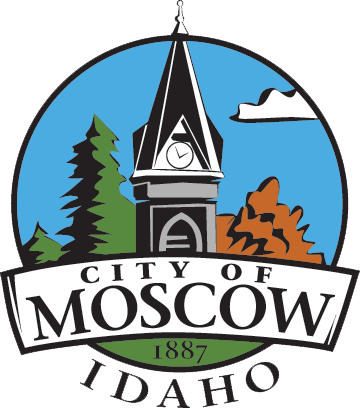 CITY OF
MOSCOW
1887
IDAHO